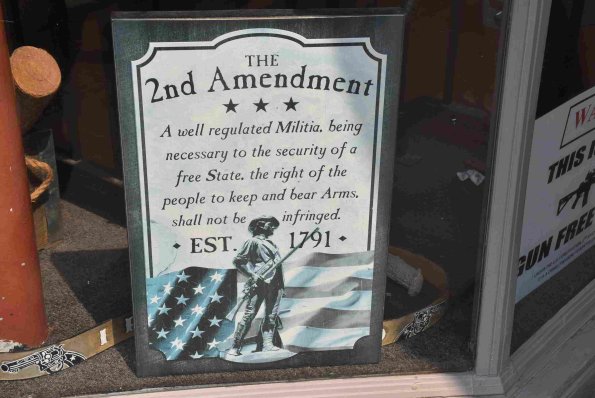 THE
2nd Amendment
A well regulated Militia, being
necessary to the security of a
free State, the right of the
people to keep and bear Arms,
shall not be infringed.
EST. 1791
WA
THIS I
GUN FREE